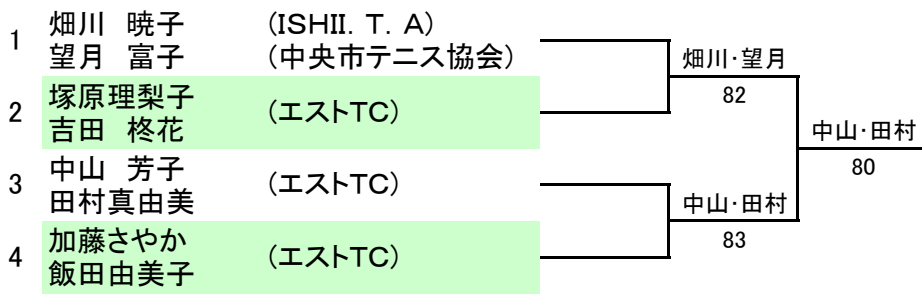 1 畑川　暁子 (ISHII. T. A)
望月　富子 (中央市テニス協会)
畑川・望月
82
2 塚原理梨子 (エストTC)
吉田　柊花
中山・田村
80
3 中山　芳子 (エストTC)
田村真由美
中山・田村
83
4 加藤さやか (エストTC)
飯田由美子